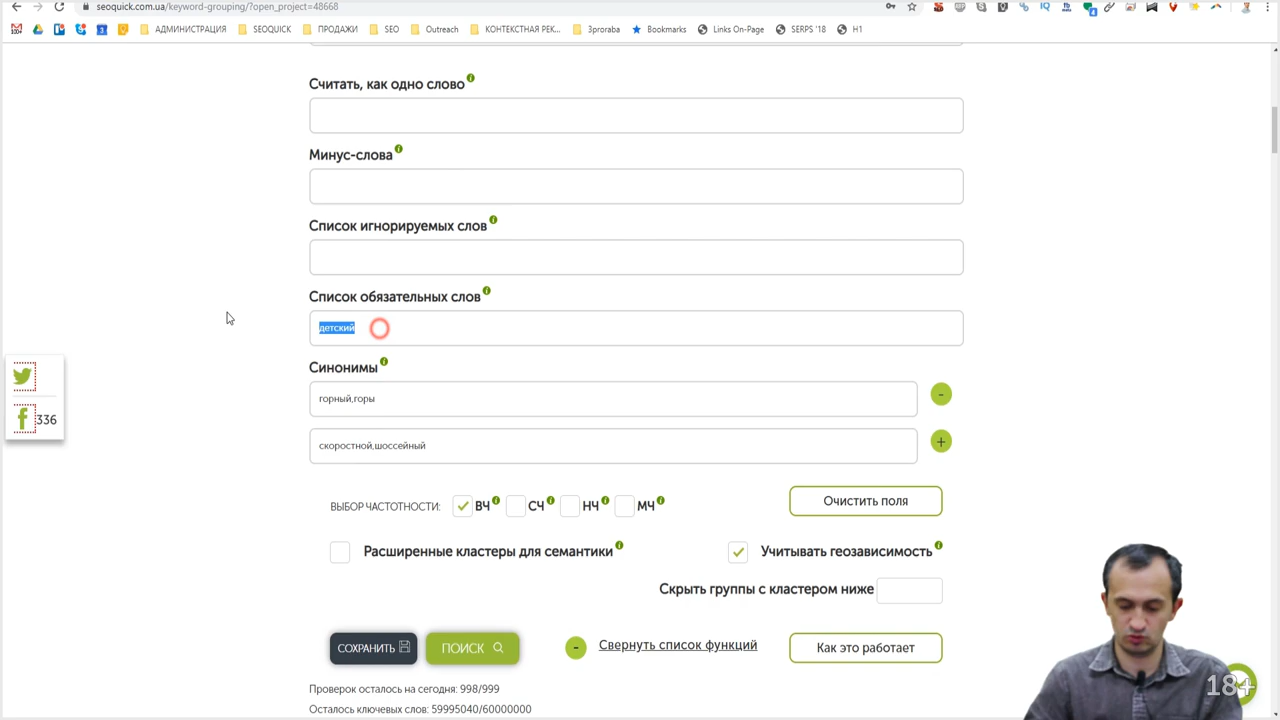 seoquick.com.ua/keyword-grouping/?open_project=48668
АДМИНИСТРАЦИЯ SEOQUICK ПРОДАЖИ SEO Outreach КОНТЕКСТНАЯ РЕК... 3proraba Bookmarks Links On-Page SERPS '18 H1
Считать, как одно слово
Минус-слова
Список игнорируемых слов
Список обязательных слов
детский
Синонимы
горный,горы
-
скоростной,шоссейный
+
336
ВЫБОР ЧАСТОТНОСТИ: ВЧ СЧ НЧ МЧ
Очистить поля
Расширенные кластеры для семантики
Учитывать геозависимость
Скрыть группы с кластером ниже
СОХРАНИТЬ
ПОИСК
-
Свернуть список функций
Как это работает
Проверок осталось на сегодня: 998/999
Осталось ключевых слов: 59995040/60000000
18+